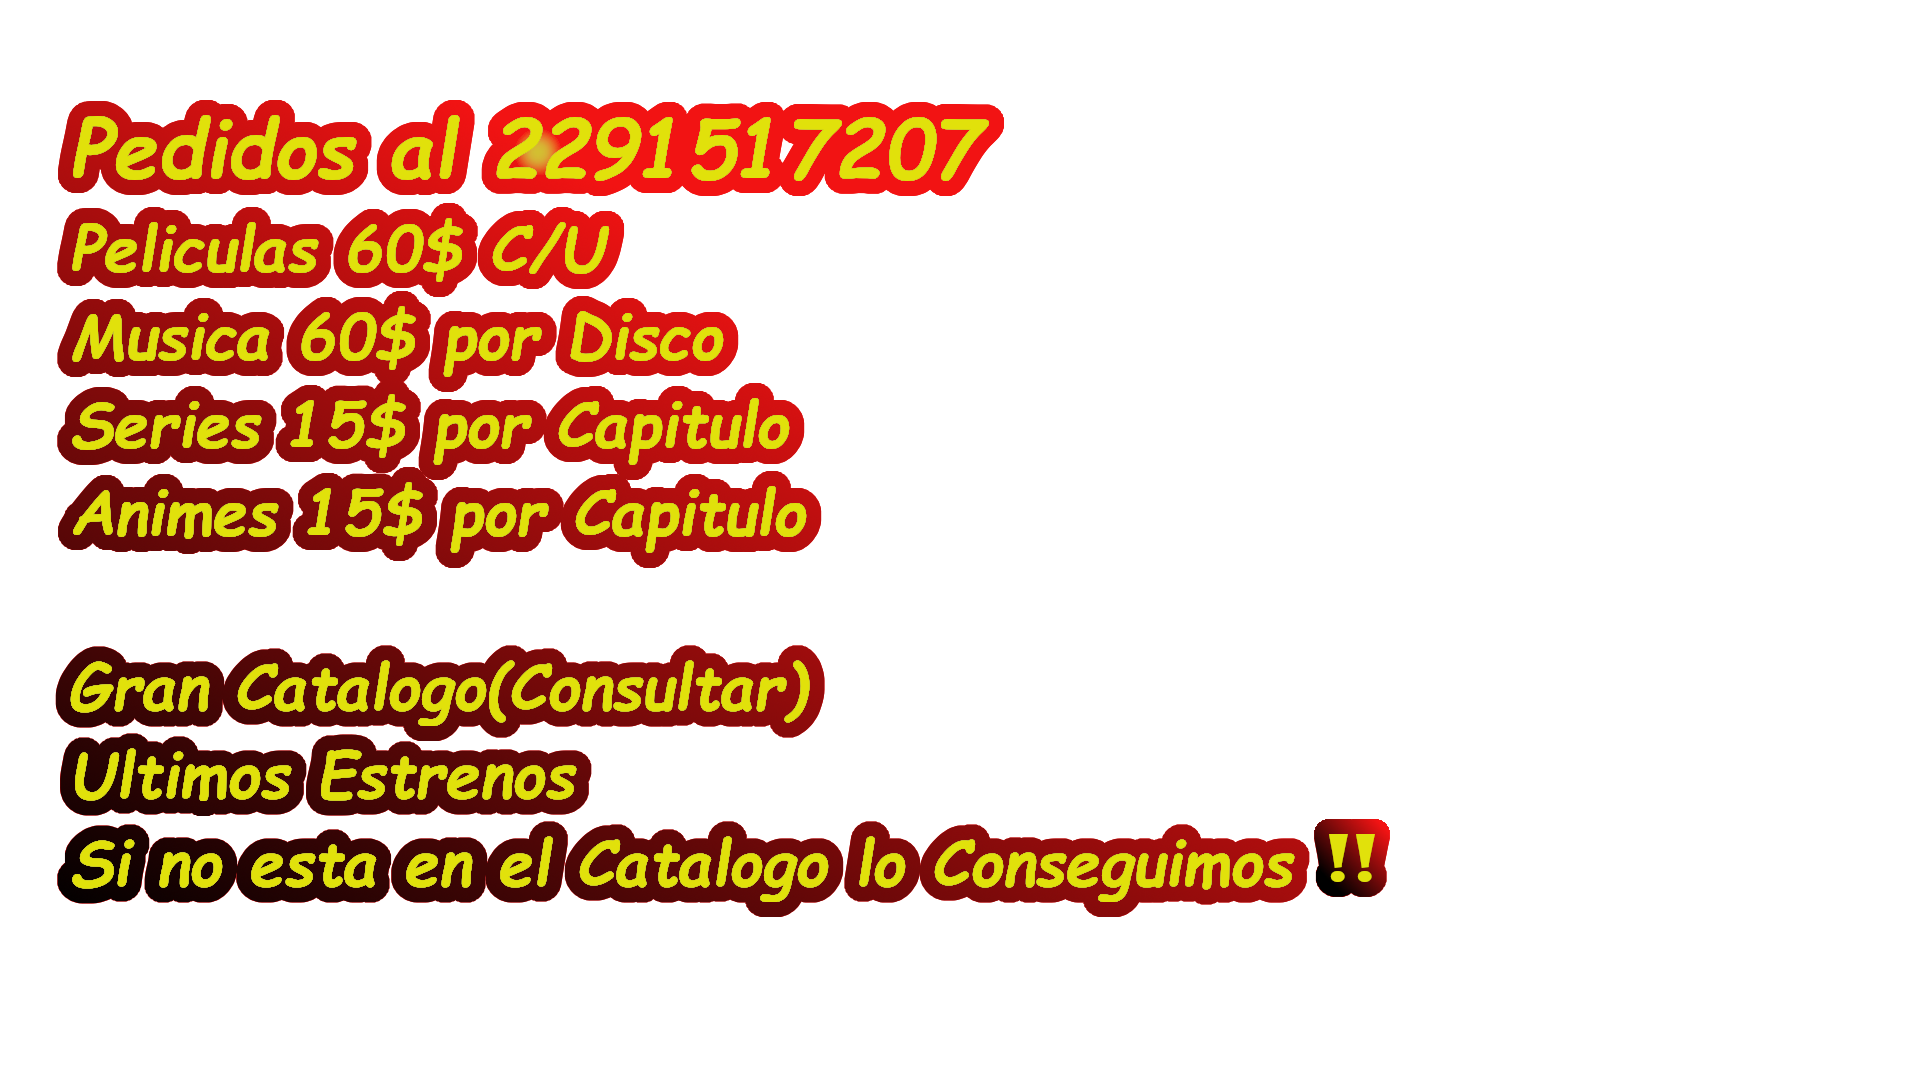 Pedidos al 2291517207
Peliculas 60$ C/U
Musica 60$ por Disco
Series 15$ por Capitulo
Animes 15$ por Capitulo
Gran Catalogo(Consultar)
Ultimos Estrenos
Si no esta en el Catalogo lo Conseguimos !!